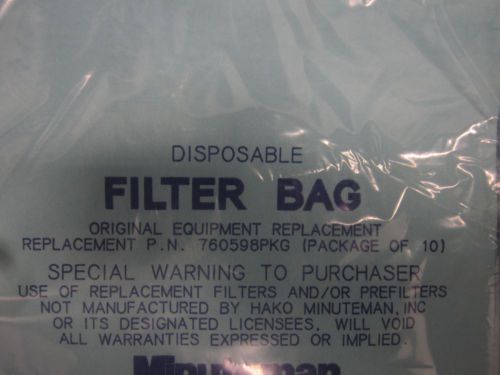 DISPOSABLE
FILTER BAG
ORIGINAL EQUIPMENT REPLACEMENT
REPLACEMENT P.N. 760598PKG (PACKAGE OF 10)
SPECIAL WARNING TO PURCHASER
USE OF REPLACEMENT FILTERS AND/OR PREFILTERS
NOT MANUFACTURED BY HAKO MINUTEMAN, INC
OR ITS DESIGNATED LICENSEES, WILL VOID
ALL WARRANTIES EXPRESSED OR IMPLIED.
Minuteman